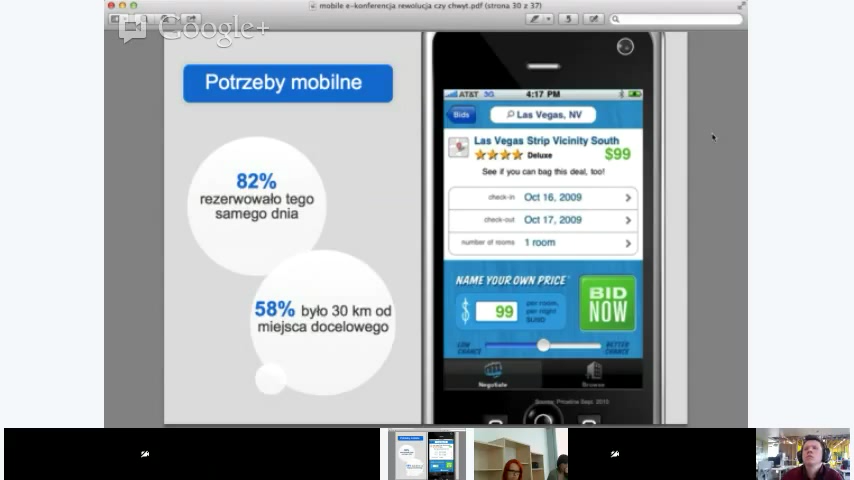 mobile e-konferencja rewolucja czy chwyt.pdf (strona 30 z 37)
Google+
Potrzeby mobilne
82%
rezerwowało tego
samego dnia
58% było 30 km od
miejsca docelowego
AT&T 3G 4:17 PM
Bids
Las Vegas, NV
Las Vegas Strip Vicinity South
Deluxe
$99
See if you can bag this deal, too!
check-in Oct 16, 2009
check-out Oct 17, 2009
number of rooms 1 room
NAME YOUR OWN PRICE
$ 99
per room,
per night
BID
NOW
LOW
CHANCE
BETTER
CHANCE
Negotiate
Browse
Source: Priceline Sept. 2010